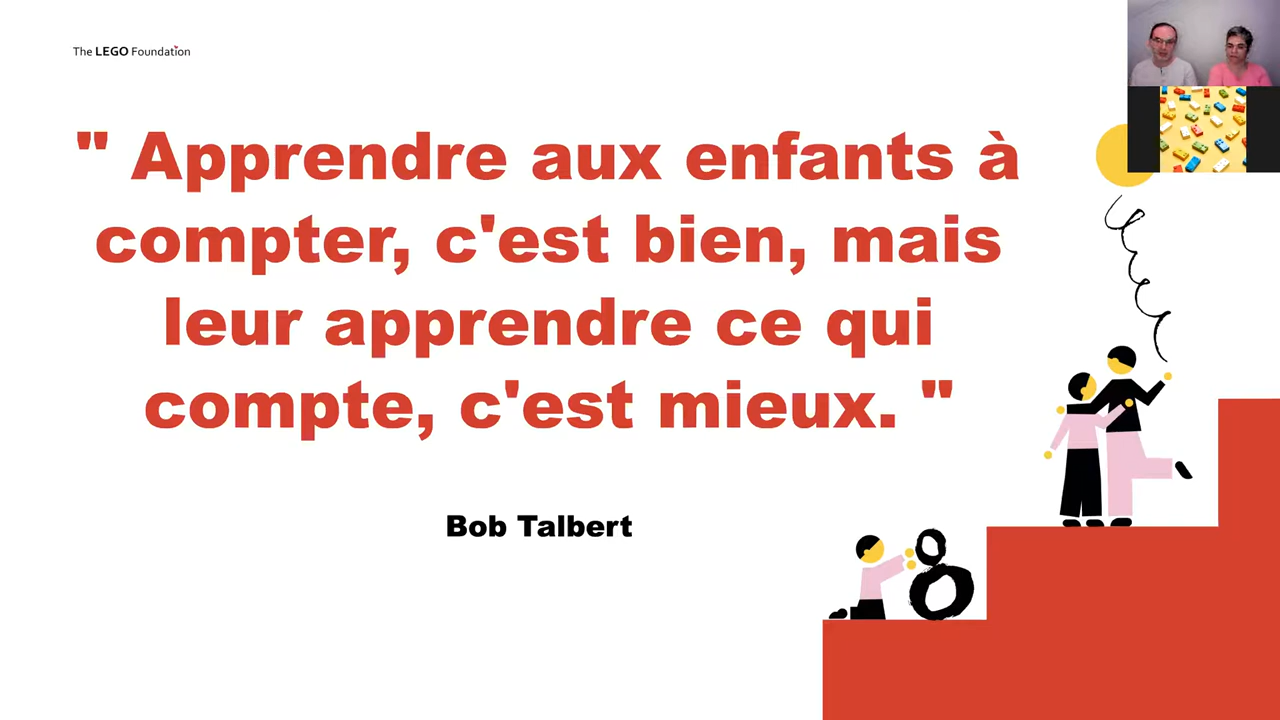 The LEGO Foundation
" Apprendre aux enfants à
compter, c'est bien, mais
leur apprendre ce qui
compte, c'est mieux. "
Bob Talbert